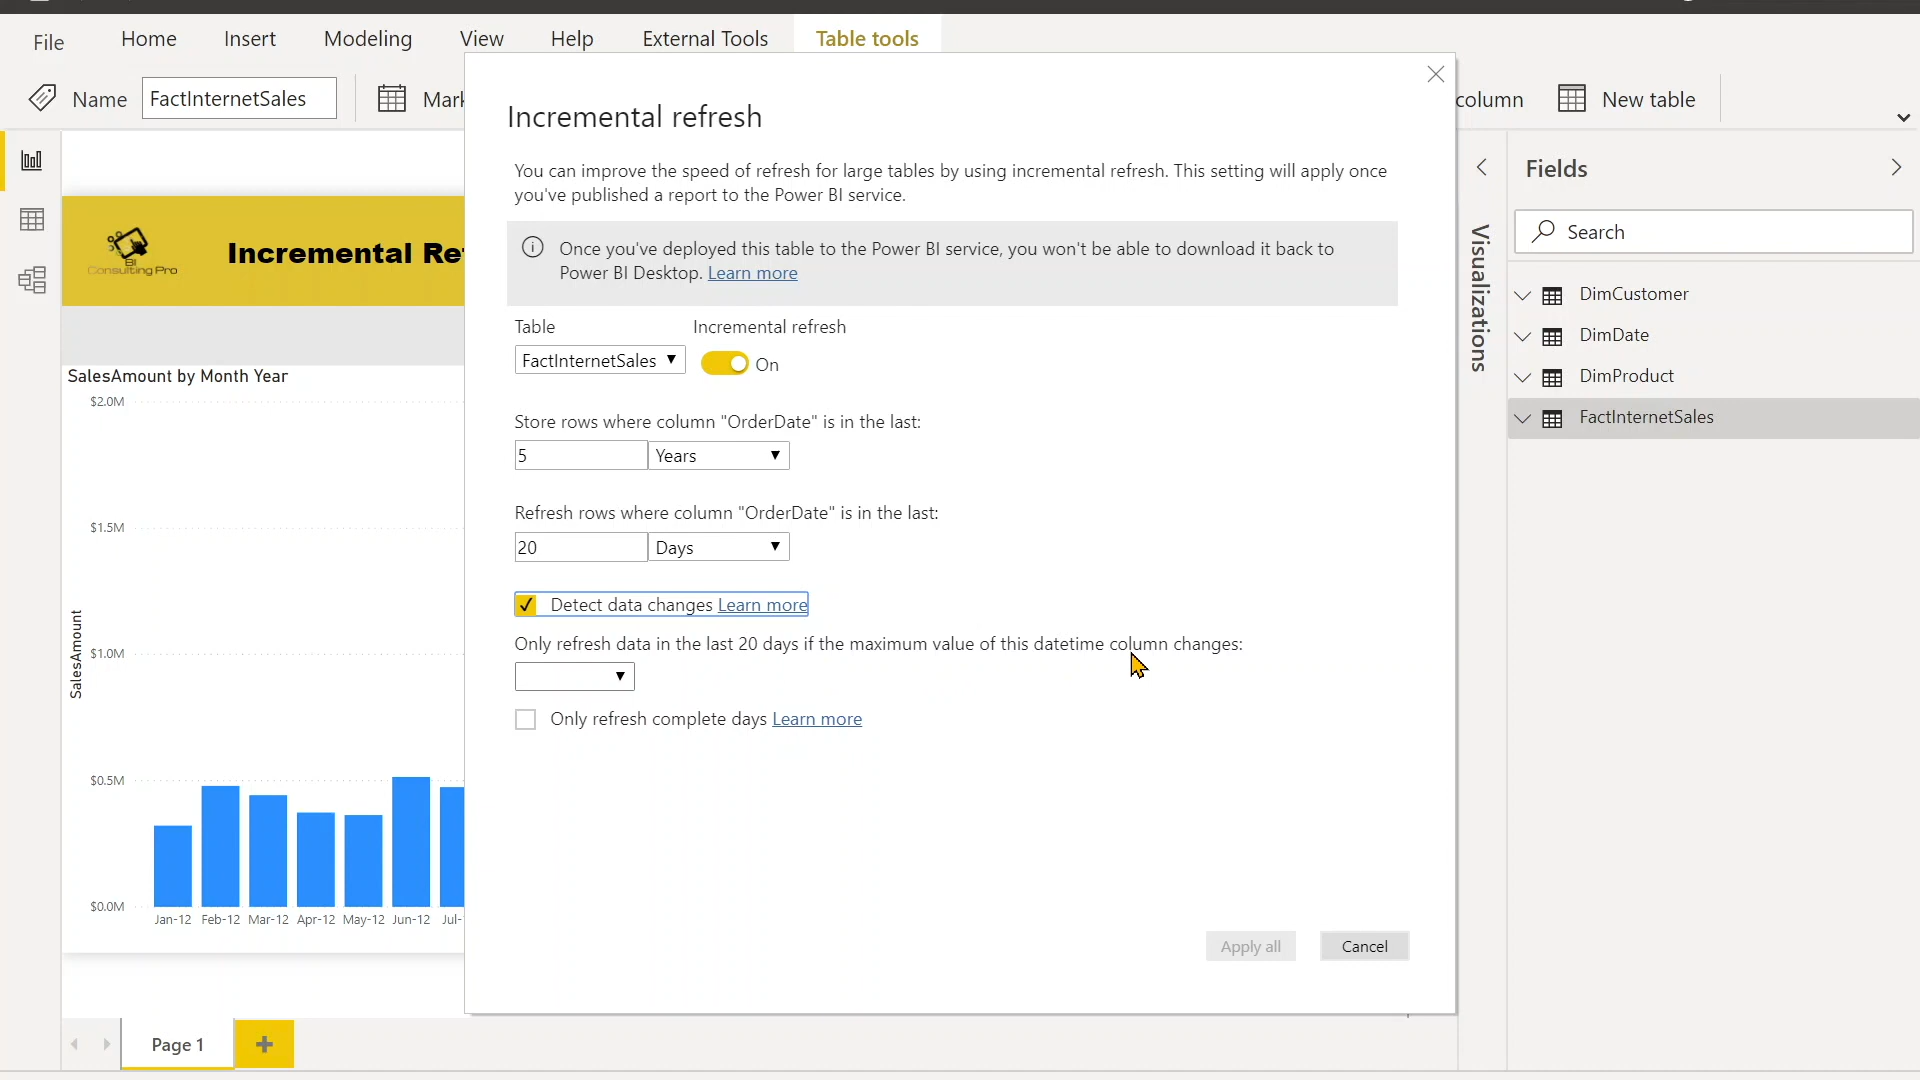 File
Home
Insert
Modeling
View
Help
External Tools
Table tools
Name
FactInternetSales
Mark
column
New table
Incremental refresh
You can improve the speed of refresh for large tables by using incremental refresh. This setting will apply once
you've published a report to the Power BI service.
Once you've deployed this table to the Power BI service, you won't be able to download it back to
Power BI Desktop. Learn more
Table
Incremental refresh
FactInternetSales
On
Store rows where column "OrderDate" is in the last:
5
Years
Refresh rows where column "OrderDate" is in the last:
20
Days
Detect data changes Learn more
Only refresh data in the last 20 days if the maximum value of this datetime column changes:
Only refresh complete days Learn more
Apply all
Cancel
BI
Consulting Pro
Incremental Ref
SalesAmount by Month Year
$2.0M
$1.5M
$1.0M
$0.5M
$0.0M
SalesAmount
Jan-12
Feb-12
Mar-12
Apr-12
May-12
Jun-12
Jul-
Page 1
Visualizations
Fields
Search
DimCustomer
DimDate
DimProduct
FactInternetSales